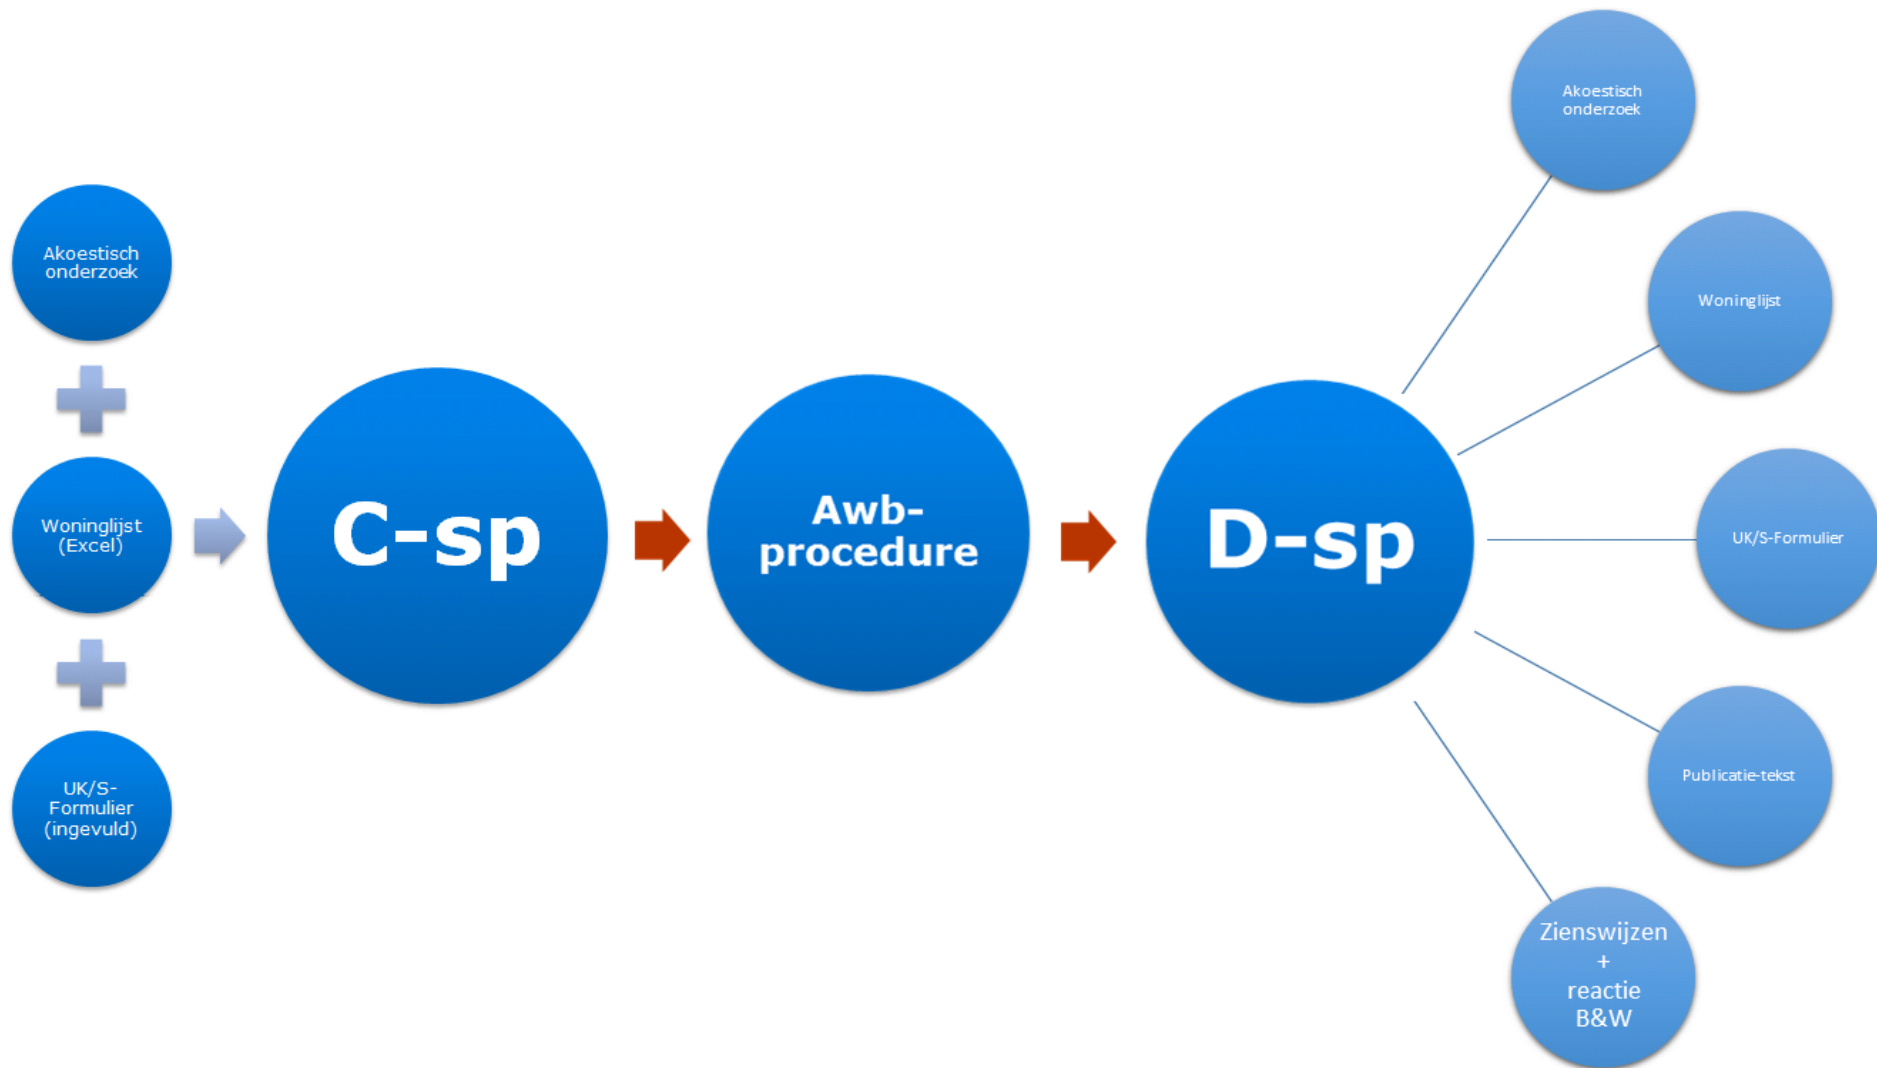 Akoestisch
onderzoek
Woninglijst
(Excel)
UK/S-
Formulier
(ingevuld)
C-sp
Awb-
procedure
D-sp
Akoestisch
onderzoek
Woninglijst
UK/S-Formulier
Publicatie-tekst
Zienswijzen
+
reactie
B&W